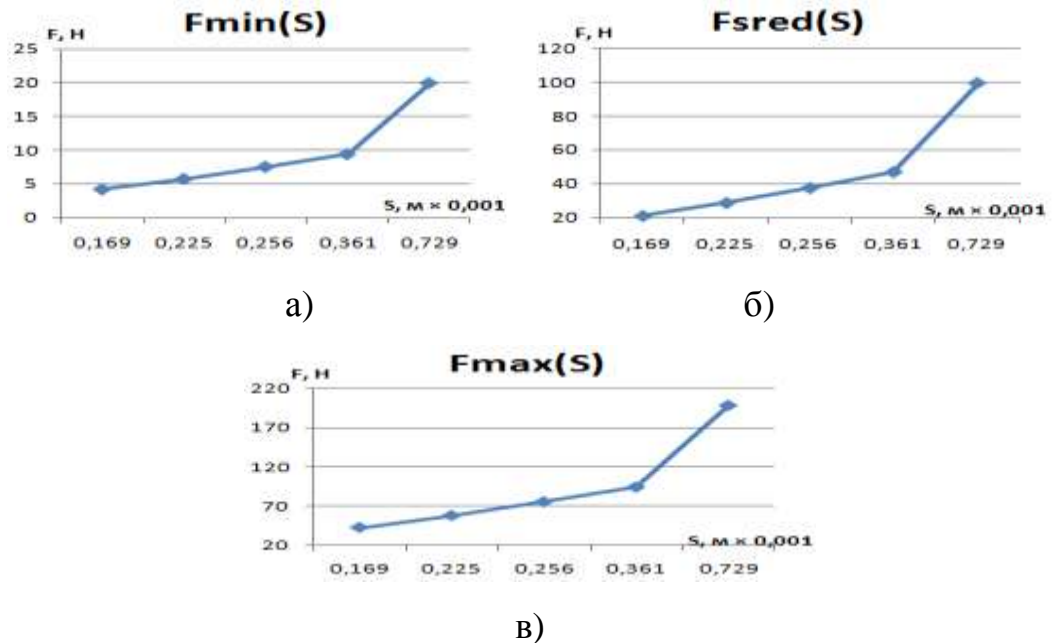 Fmin(S)
F, H
25
20
15
10
5
0
S, м × 0,001
0,169 0,225 0,256 0,361 0,729
а)
Fsred(S)
F, H
120
100
80
60
40
20
S, м × 0,001
0,169 0,225 0,256 0,361 0,729
б)
Fmax(S)
F, H
220
170
120
70
20
S, м × 0,001
0,169 0,225 0,256 0,361 0,729
в)